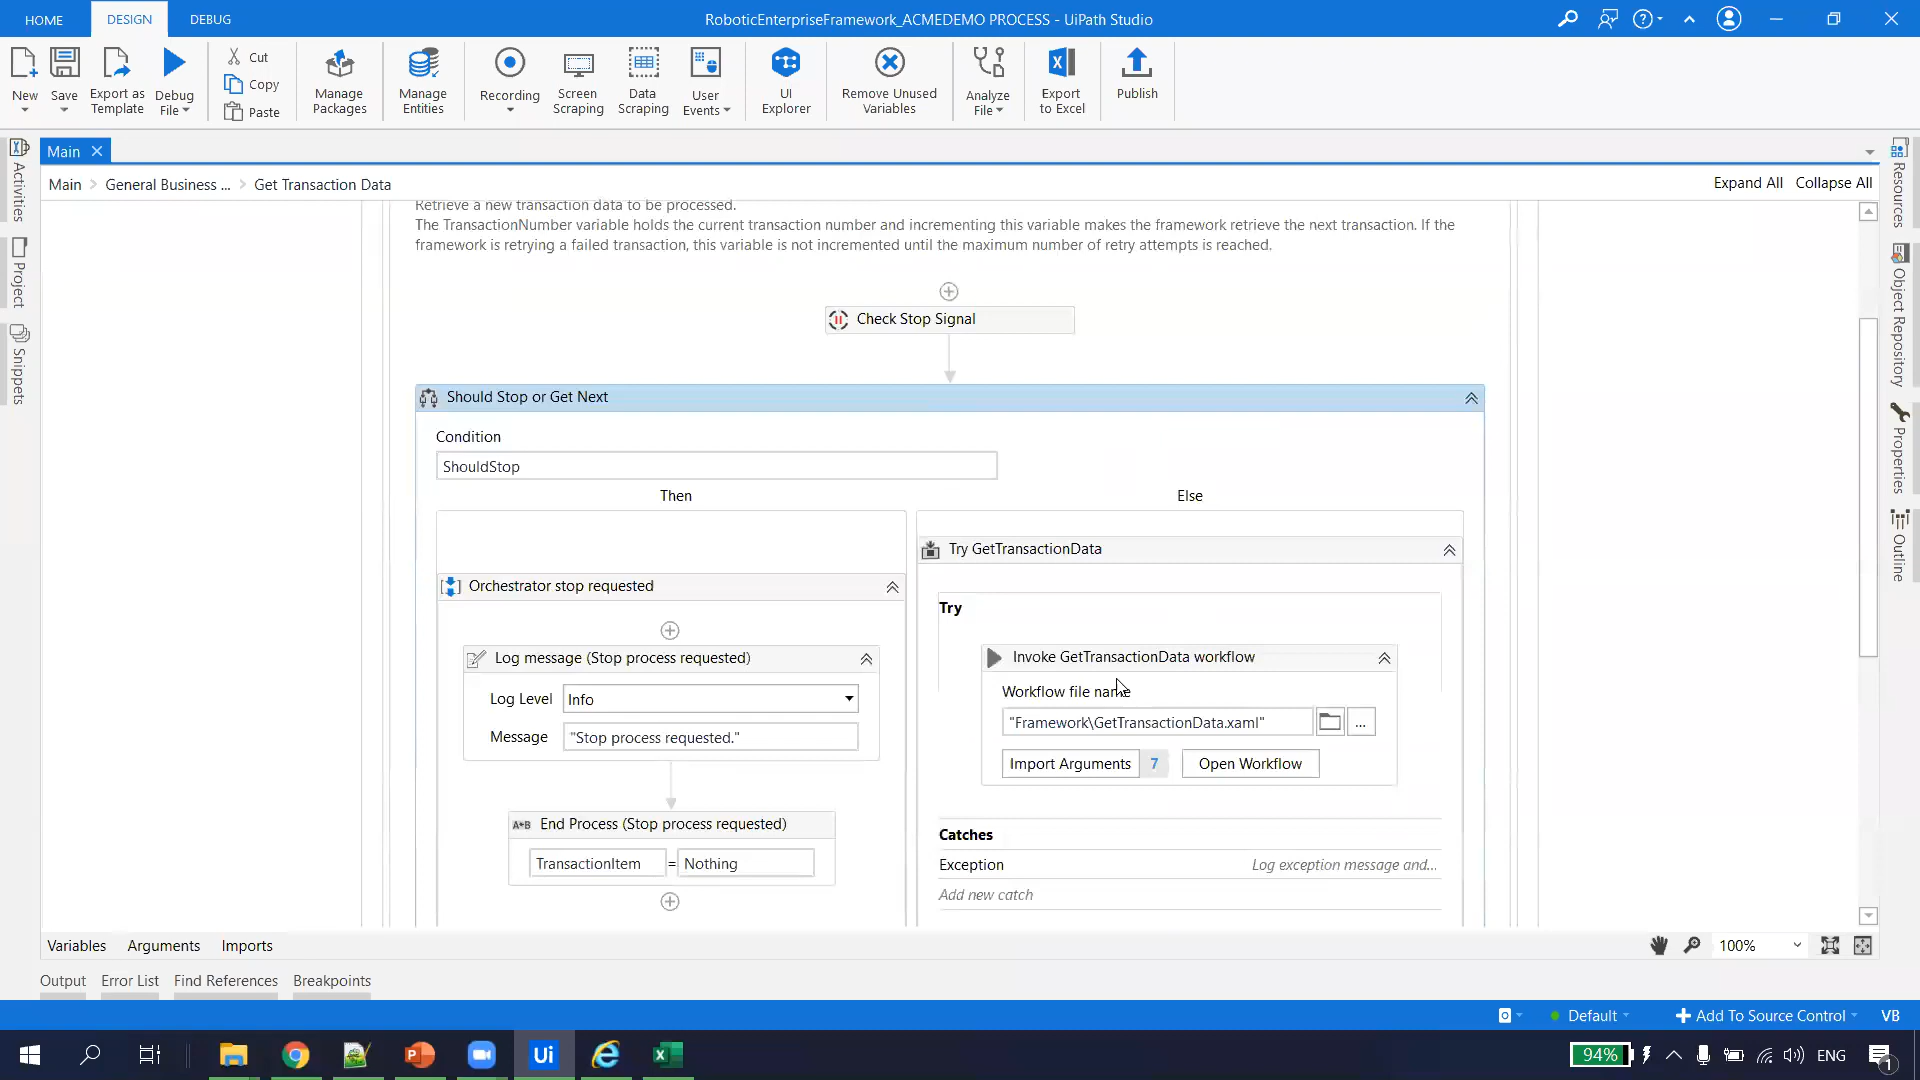 HOME
DESIGN
DEBUG
RoboticEnterpriseFramework_ACMEDEMO PROCESS - UiPath Studio
New
Save
Export as
Template
Debug
File
Cut
Copy
Paste
Manage
Packages
Manage
Entities
Recording
Screen
Scraping
Data
Scraping
User
Events
UI
Explorer
Remove Unused
Variables
Analyze
File
Export
to Excel
Publish
Main
Main > General Business ... > Get Transaction Data
Expand All
Collapse All
Activities
Project
Snippets
Resources
Object Repository
Properties
Outline
Retrieve a new transaction data to be processed.
The TransactionNumber variable holds the current transaction number and incrementing this variable makes the framework retrieve the next transaction. If the
framework is retrying a failed transaction, this variable is not incremented until the maximum number of retry attempts is reached.
Check Stop Signal
Should Stop or Get Next
Condition
ShouldStop
Then
Else
Orchestrator stop requested
Log message (Stop process requested)
Log Level
Info
Message
"Stop process requested."
A+B End Process (Stop process requested)
TransactionItem = Nothing
Try GetTransactionData
Try
Invoke GetTransactionData workflow
Workflow file name
"Framework\GetTransactionData.xaml"
...
Import Arguments 7
Open Workflow
Catches
Exception
Log exception message and...
Add new catch
Variables
Arguments
Imports
100%
Output
Error List
Find References
Breakpoints
Default
Add To Source Control
VB
Ui
94%
ENG
1